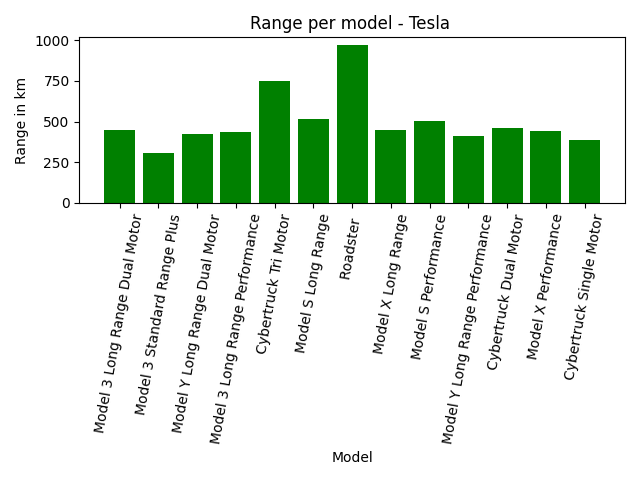 Range per model - Tesla
Range in km
1000
750
500
250
0
Model 3 Long Range Dual Motor
Model 3 Standard Range Plus
Model Y Long Range Dual Motor
Model 3 Long Range Performance
Cybertruck Tri Motor
Model S Long Range
Roadster
Model X Long Range
Model S Performance
Model Y Long Range Performance
Cybertruck Dual Motor
Model X Performance
Cybertruck Single Motor
Model